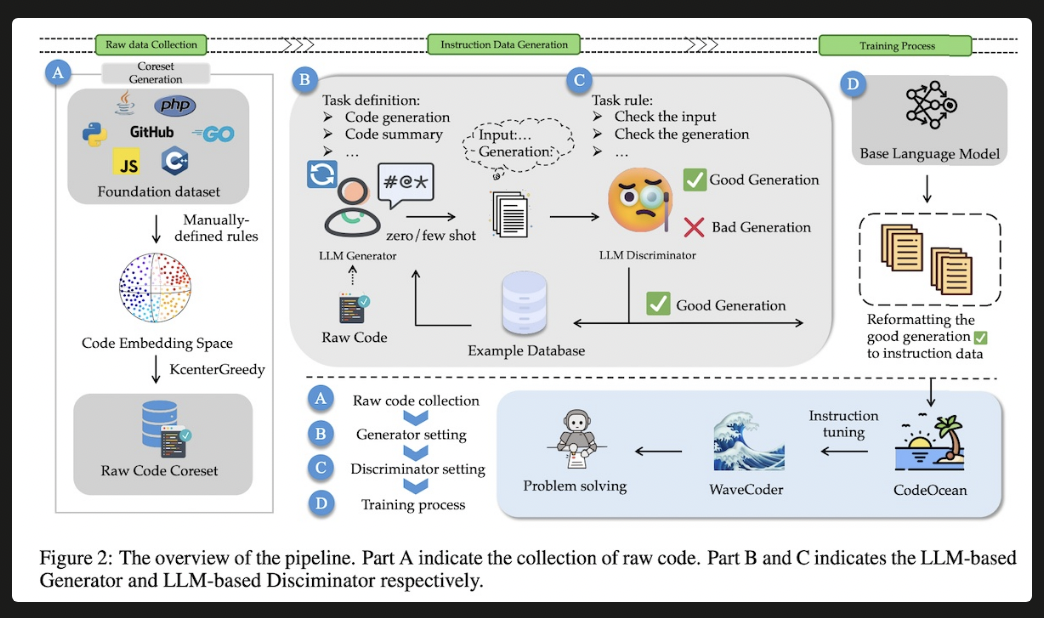 Raw data Collection
Instruction Data Generation
Training Process
A
Coreset
Generation
php
GitHub
GO
JS
C++
Foundation dataset
Manually-
defined rules
Code Embedding Space
KcenterGreedy
Raw Code Coreset
B
Task definition:
Code generation
Code summary
...
#@*
LLM Generator
zero/few shot
Raw Code
Input:...
Generation:
Example Database
C
Task rule:
Check the input
Check the generation
...
Good Generation
Bad Generation
LLM Discriminator
Good Generation
D
Base Language Model
Reformatting the
good generation
to instruction data
A
Raw code collection
B
Generator setting
C
Discriminator setting
D
Training process
Problem solving
WaveCoder
Instruction
tuning
CodeOcean
Figure 2: The overview of the pipeline. Part A indicate the collection of raw code. Part B and C indicates the LLM-based
Generator and LLM-based Disciminator respectively.